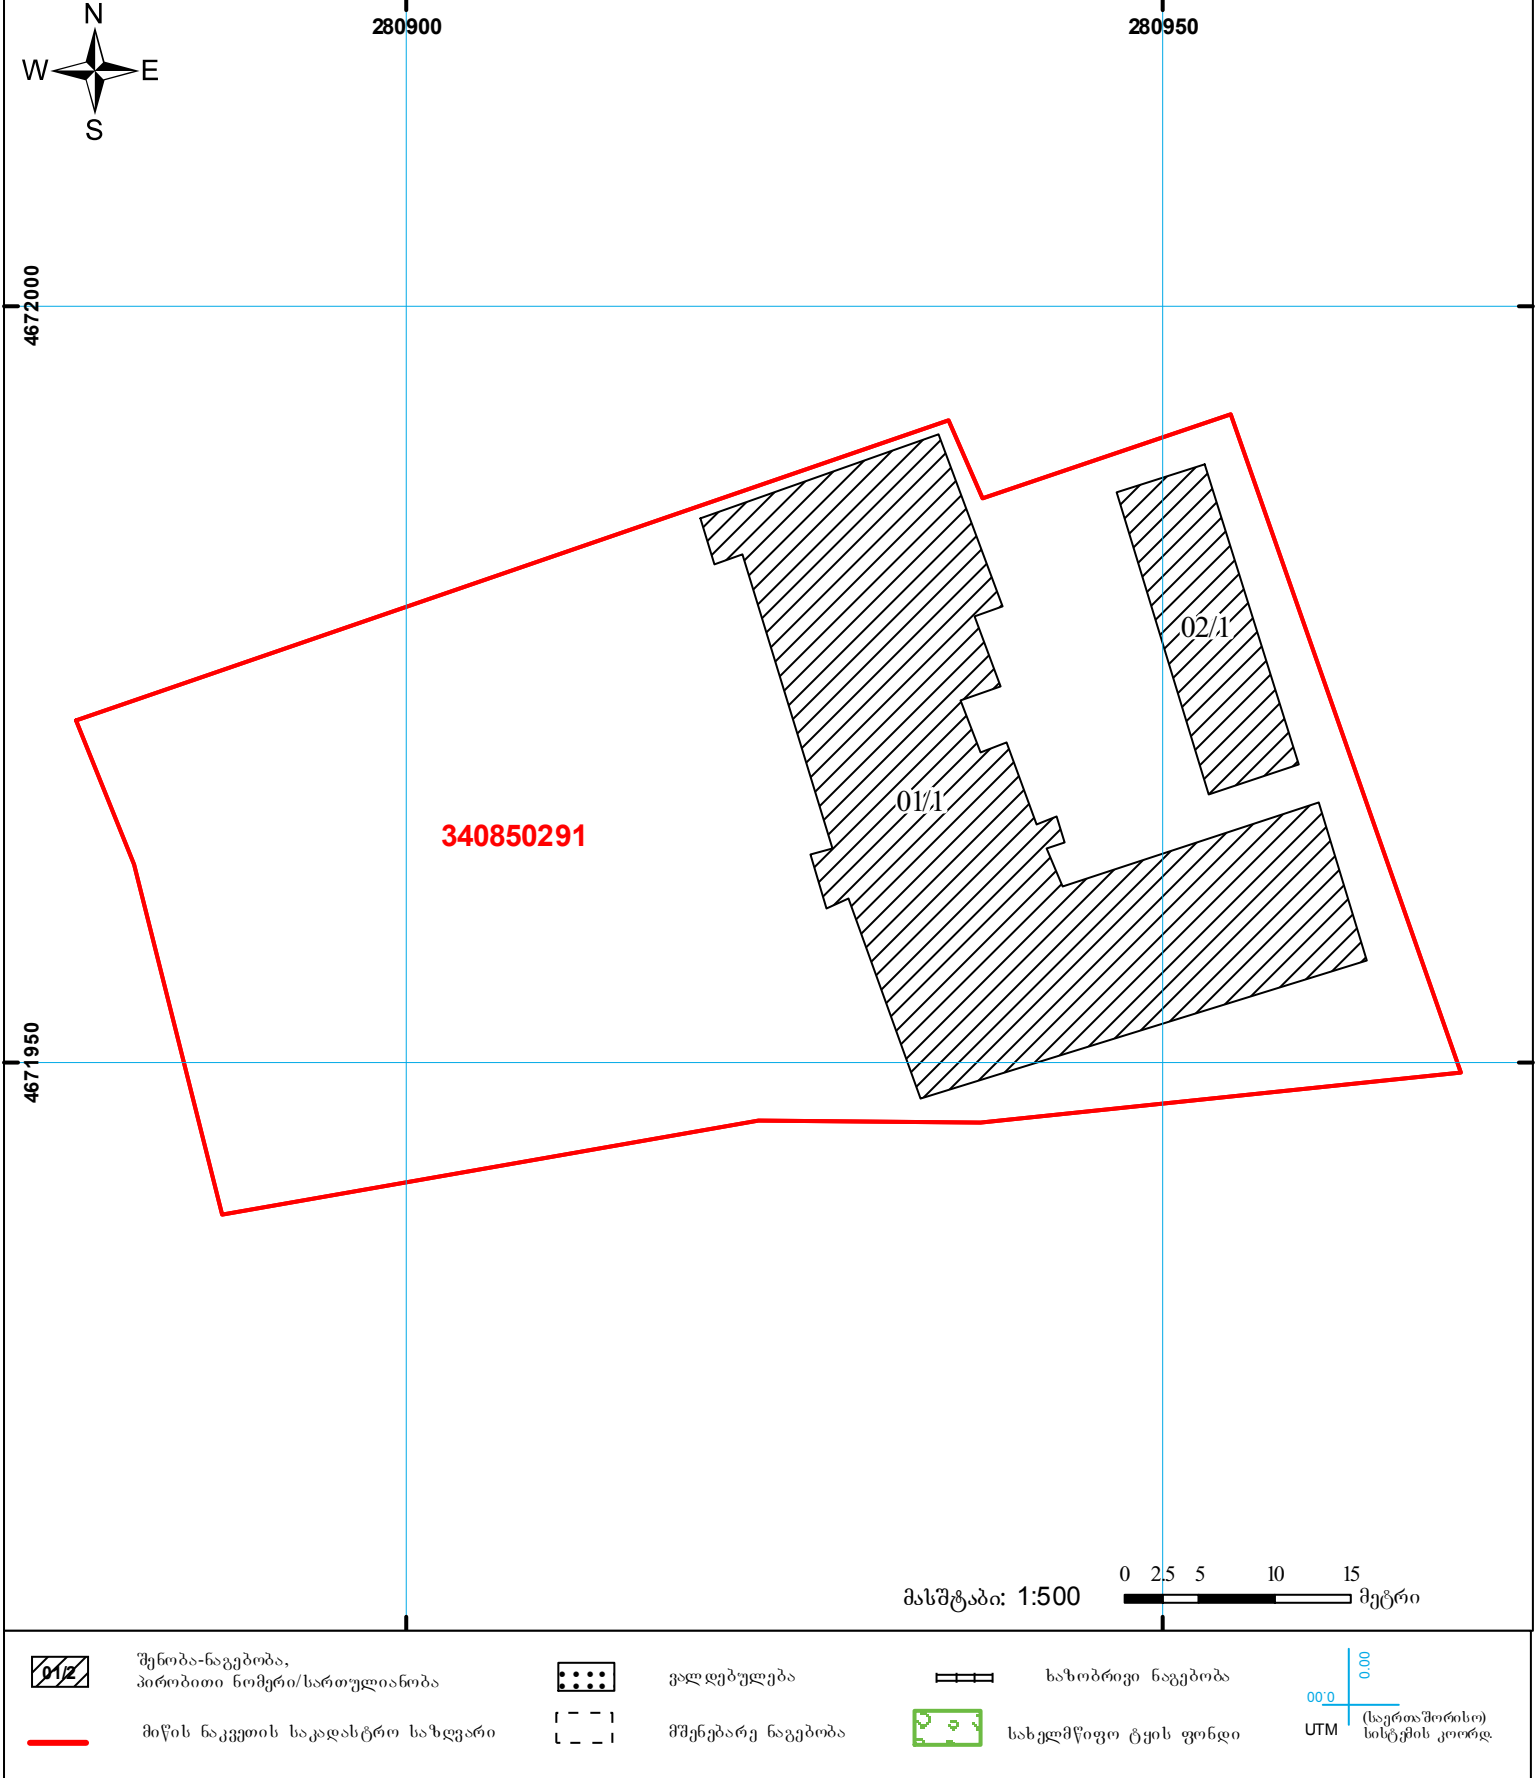 N
W E
S
280900 280950
4672000
4671950
02/1
01/1
340850291
მასშტაბი: 1:500
0 2.5 5 10 15
მეტრი
01/2
შენობა-ნაგებობა,
პირობითი ნომერი/სართულიანობა
ვალდებულება
ხაზობრივი ნაგებობა
მიწის ნაკვეთის საკადასტრო საზღვარი
მშენებარე ნაგებობა
სახელმწიფო ტყის ფონდი
00.0
00.0
UTM
(საერთაშორისო)
სისტემის კოორდ.